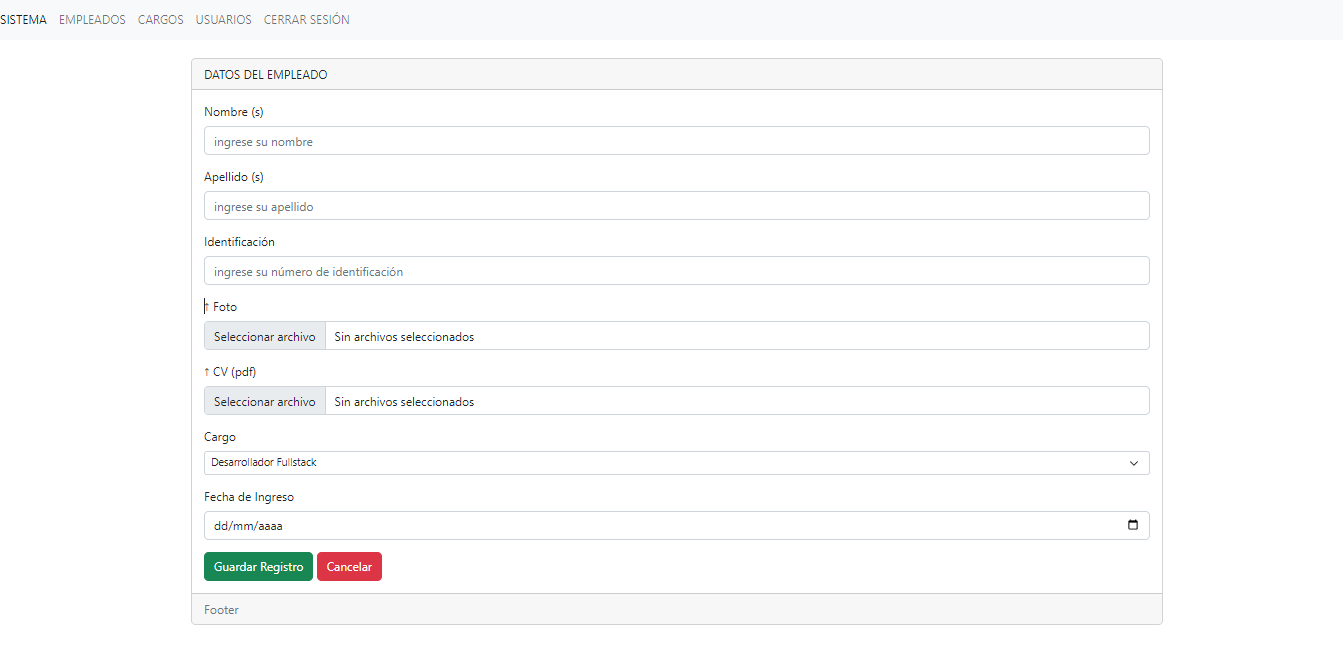 SISTEMA EMPLEADOS CARGOS USUARIOS CERRAR SESIÓN
DATOS DEL EMPLEADO
Nombre (s)
ingrese su nombre
Apellido (s)
ingrese su apellido
Identificación
ingrese su número de identificación
↑ Foto
Seleccionar archivo Sin archivos seleccionados
↑ CV (pdf)
Seleccionar archivo Sin archivos seleccionados
Cargo
Desarrollador Fullstack
Fecha de Ingreso
dd/mm/aaaa
Guardar Registro Cancelar
Footer